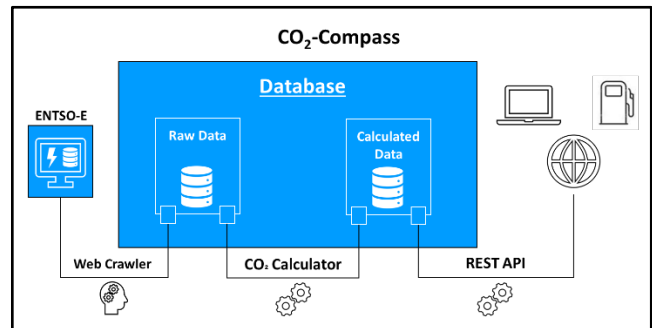 CO₂-Compass
Database
ENTSO-E
Raw Data
Calculated
Data
Web Crawler
CO₂ Calculator
REST API